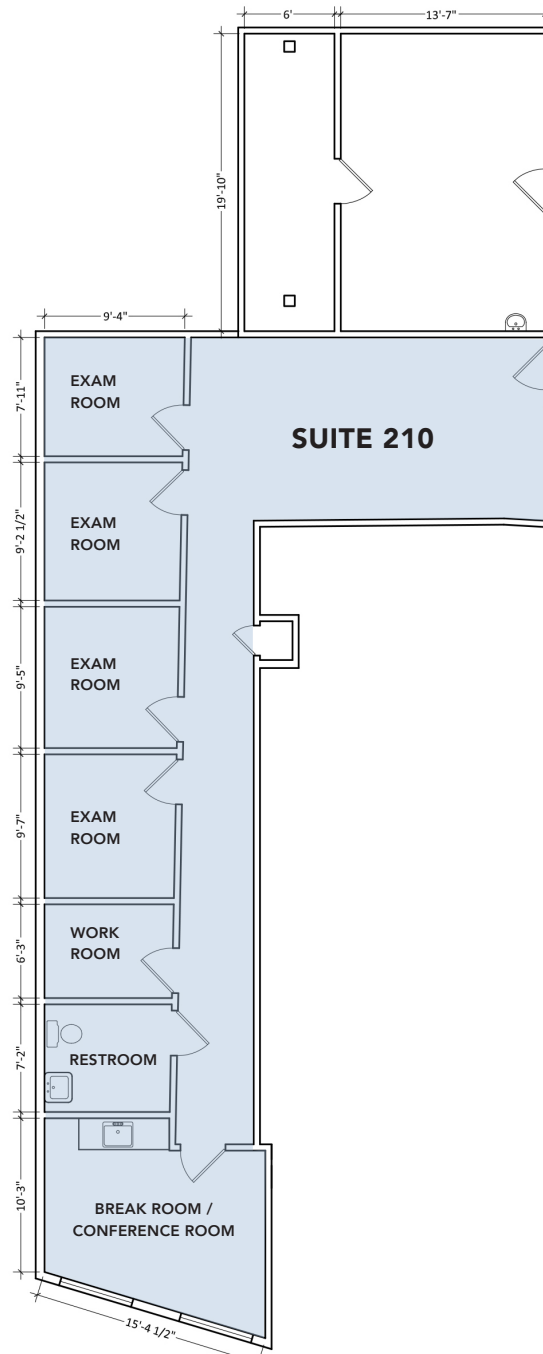 6'
13'-7"
19'-10"
9'-4"
7'-11"
EXAM
ROOM
SUITE 210
9'-2 1/2"
EXAM
ROOM
9'-5"
EXAM
ROOM
9'-7"
EXAM
ROOM
6'-3"
WORK
ROOM
7'-2"
RESTROOM
10'-3"
BREAK ROOM /
CONFERENCE ROOM
15'-4 1/2"